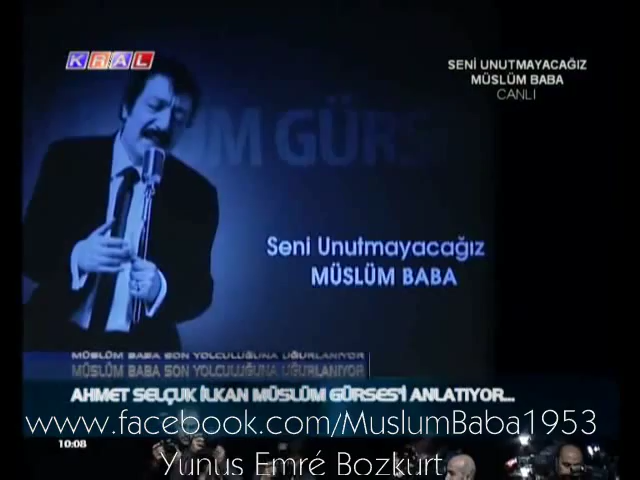 KRAL
SENİ UNUTMAYACAĞIZ
MÜSLÜM BABA
CANLI
M GÜRS
Seni Unutmayacağız
MÜSLÜM BABA
MÜSLÜM BABA SON YOLCULUĞUNA UĞURLANIYOR
MÜSLÜM BABA SON YOLCULUĞUNA UĞURLANIYOR
AHMET SELÇUK İLKAN MÜSLÜM GÜRSES'İ ANLATIYOR...
www.facebook.com/MuslumBaba1953
10:08
Yunus Emré Bozkurt